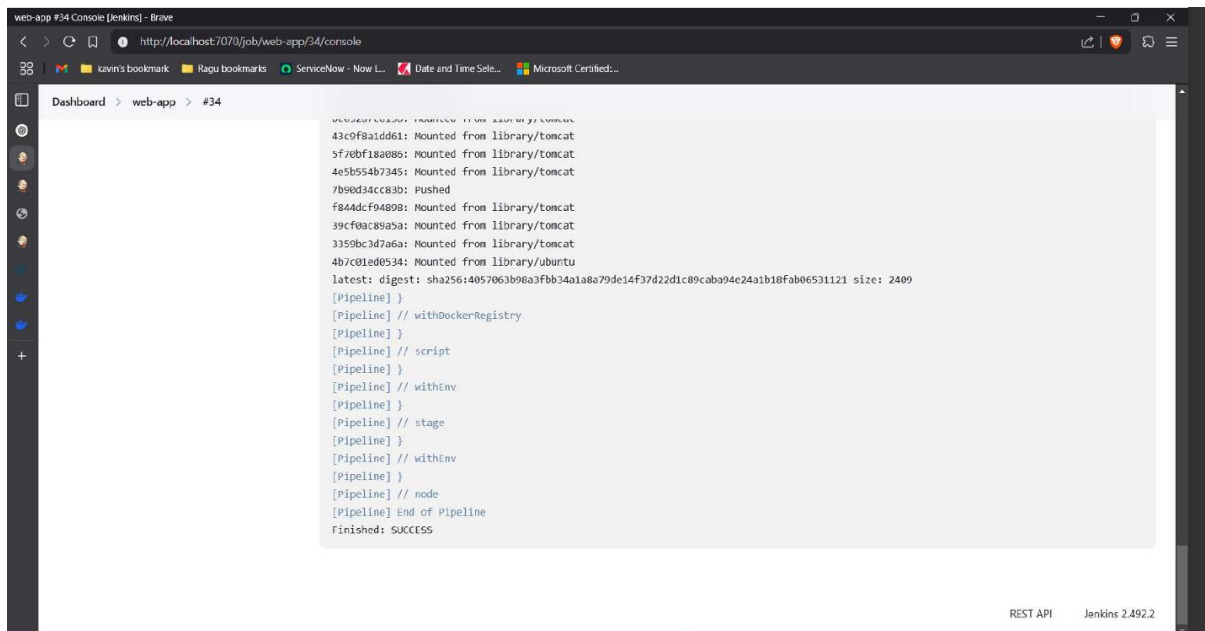 web-app #34 Console [Jenkins] - Brave
http://localhost:7070/job/web-app/34/console
kavin's bookmark Ragu bookmarks ServiceNow - Now L... Date and Time Sele... Microsoft Certified:...
Dashboard > web-app > #34
Mounted from library/tomcat
43c9f8a1dd61: Mounted from library/tomcat
5f70bf18a086: Mounted from library/tomcat
4e5b554b7345: Mounted from library/tomcat
7b90d34cc83b: Pushed
f844dcf94898: Mounted from library/tomcat
39cf0ac89a5a: Mounted from library/tomcat
3359bc3d7a6a: Mounted from library/tomcat
4b7c01ed0534: Mounted from library/ubuntu
latest: digest: sha256:4057063b98a3fbb34a1a8a79de14f37d22d1c89caba94e24a1b18fab06531121 size: 2409
[Pipeline] }
[Pipeline] // withDockerRegistry
[Pipeline] }
[Pipeline] // script
[Pipeline] }
[Pipeline] // withEnv
[Pipeline] }
[Pipeline] // stage
[Pipeline] }
[Pipeline] // withEnv
[Pipeline] }
[Pipeline] // node
[Pipeline] End of Pipeline
Finished: SUCCESS
REST API Jenkins 2.492.2